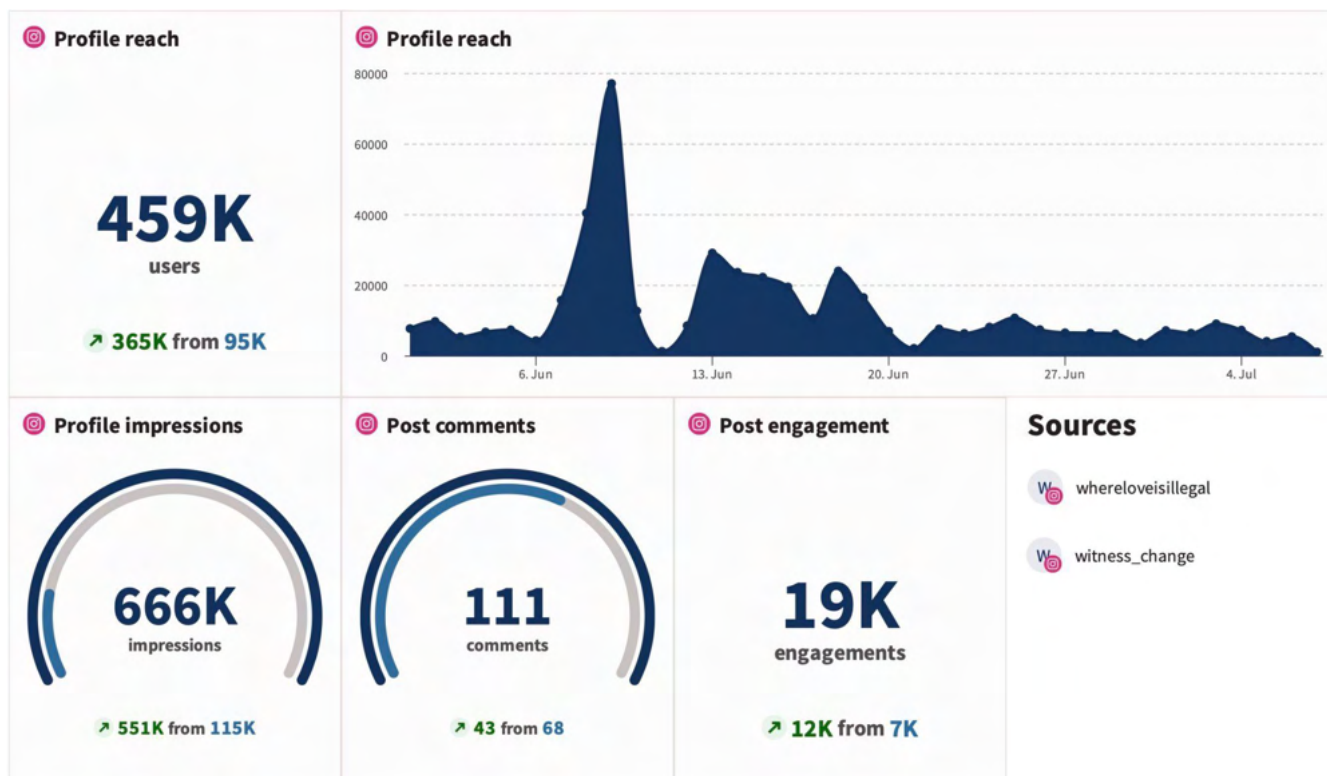 Profile reach
459K
users
365K from 95K
Profile reach
80000
60000
40000
20000
0
6. Jun
13. Jun
20. Jun
27. Jun
4. Jul
Profile impressions
666K
impressions
551K from 115K
Post comments
111
comments
43 from 68
Post engagement
19K
engagements
12K from 7K
Sources
W
whereloveisillegal
W
witness_change